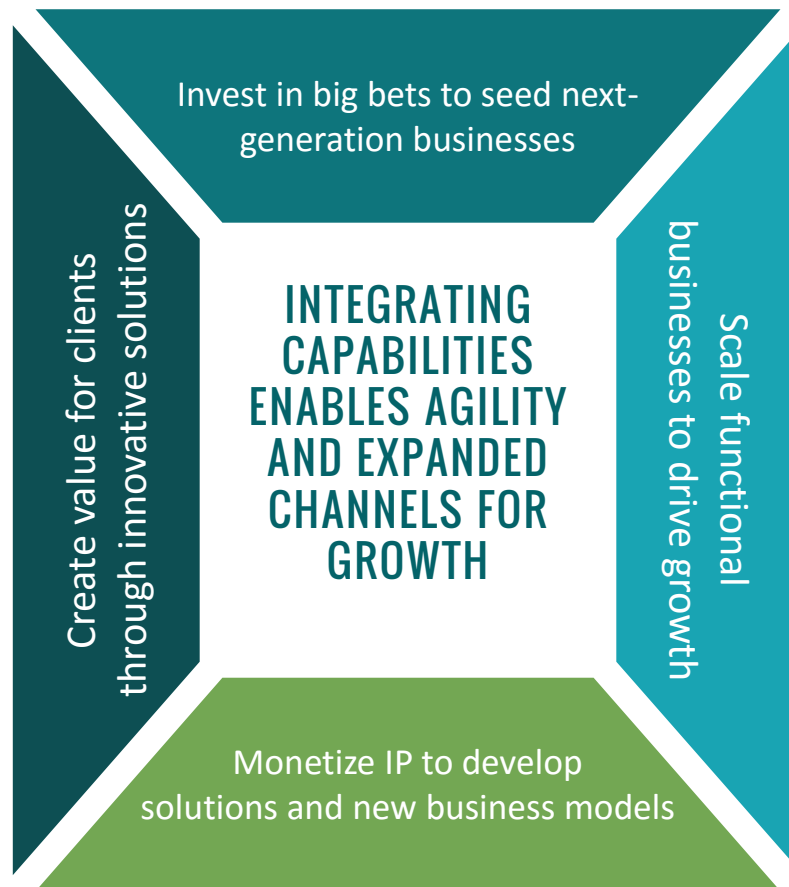 Invest in big bets to seed next-
generation businesses
Create value for clients
through innovative solutions
INTEGRATING
CAPABILITIES
ENABLES AGILITY
AND EXPANDED
CHANNELS FOR
GROWTH
Scale functional
businesses to drive growth
Monetize IP to develop
solutions and new business models